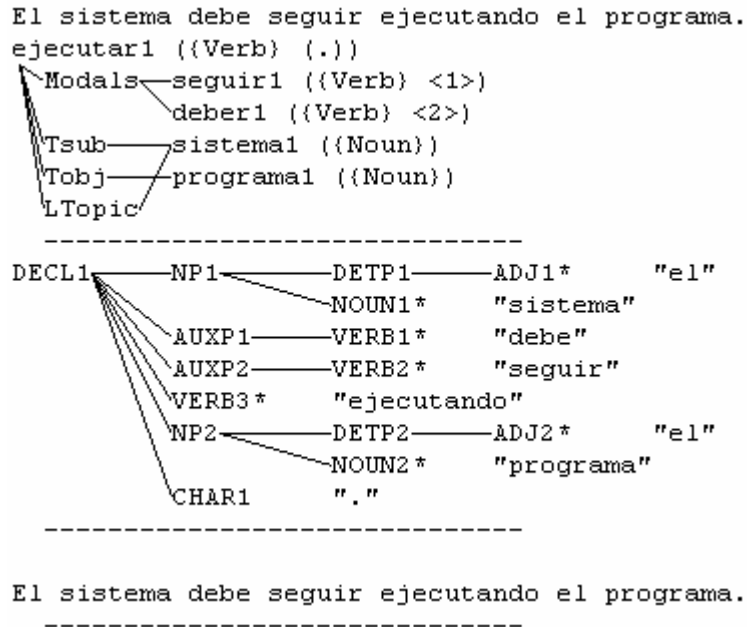 El sistema debe seguir ejecutando el programa.
ejecutar1 ({Verb} (.))
Modals seguir1 ({Verb} <1>)
deber1 ({Verb} <2>)
Tsub sistema1 ({Noun})
Tobj programa1 ({Noun})
LTopic
------------------------------
DECL1 NP1 DETP1 ADJ1* "el"
NOUN1* "sistema"
AUXP1 VERB1* "debe"
AUXP2 VERB2* "seguir"
VERB3* "ejecutando"
NP2 DETP2 ADJ2* "el"
NOUN2* "programa"
CHAR1 "."
------------------------------
El sistema debe seguir ejecutando el programa.
------------------------------